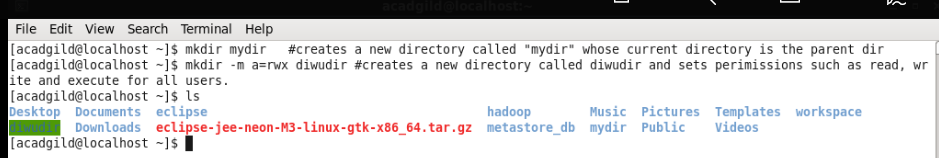 acadgild@localhost:~
File Edit View Search Terminal Help
[acadgild@localhost ~]$ mkdir mydir   #creates a new directory called "mydir" whose current directory is the parent dir
[acadgild@localhost ~]$ mkdir -m a=rwx diwudir #creates a new directory called diwudir and sets perimissions such as read, wr
ite and execute for all users.
[acadgild@localhost ~]$ ls
Desktop  Documents  eclipse                                    hadoop        Music  Pictures  Templates  workspace
diwudir  Downloads  eclipse-jee-neon-M3-linux-gtk-x86_64.tar.gz  metastore_db  mydir  Public    Videos
[acadgild@localhost ~]$